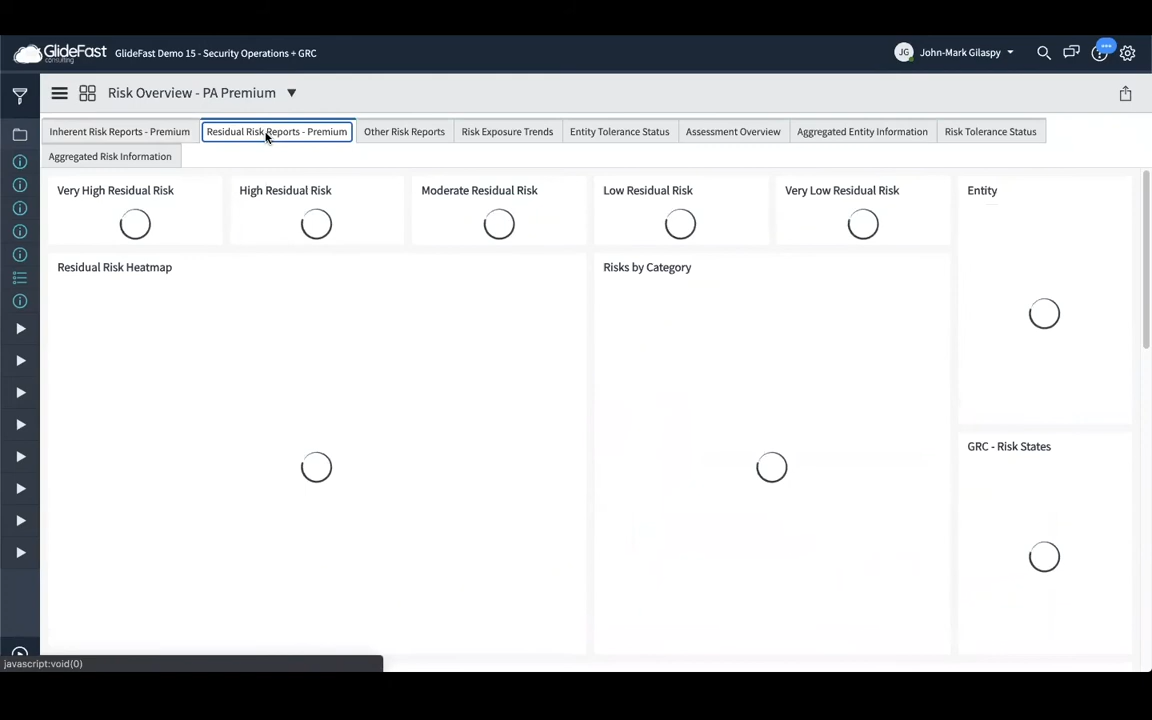 GlideFast
consulting
GlideFast Demo 15 - Security Operations + GRC
JG
John-Mark Gilaspy
Risk Overview - PA Premium
Inherent Risk Reports - Premium
Residual Risk Reports - Premium
Other Risk Reports
Risk Exposure Trends
Entity Tolerance Status
Assessment Overview
Aggregated Entity Information
Risk Tolerance Status
Aggregated Risk Information
Very High Residual Risk
High Residual Risk
Moderate Residual Risk
Low Residual Risk
Very Low Residual Risk
Entity
Residual Risk Heatmap
Risks by Category
GRC - Risk States
javascript:void(0)